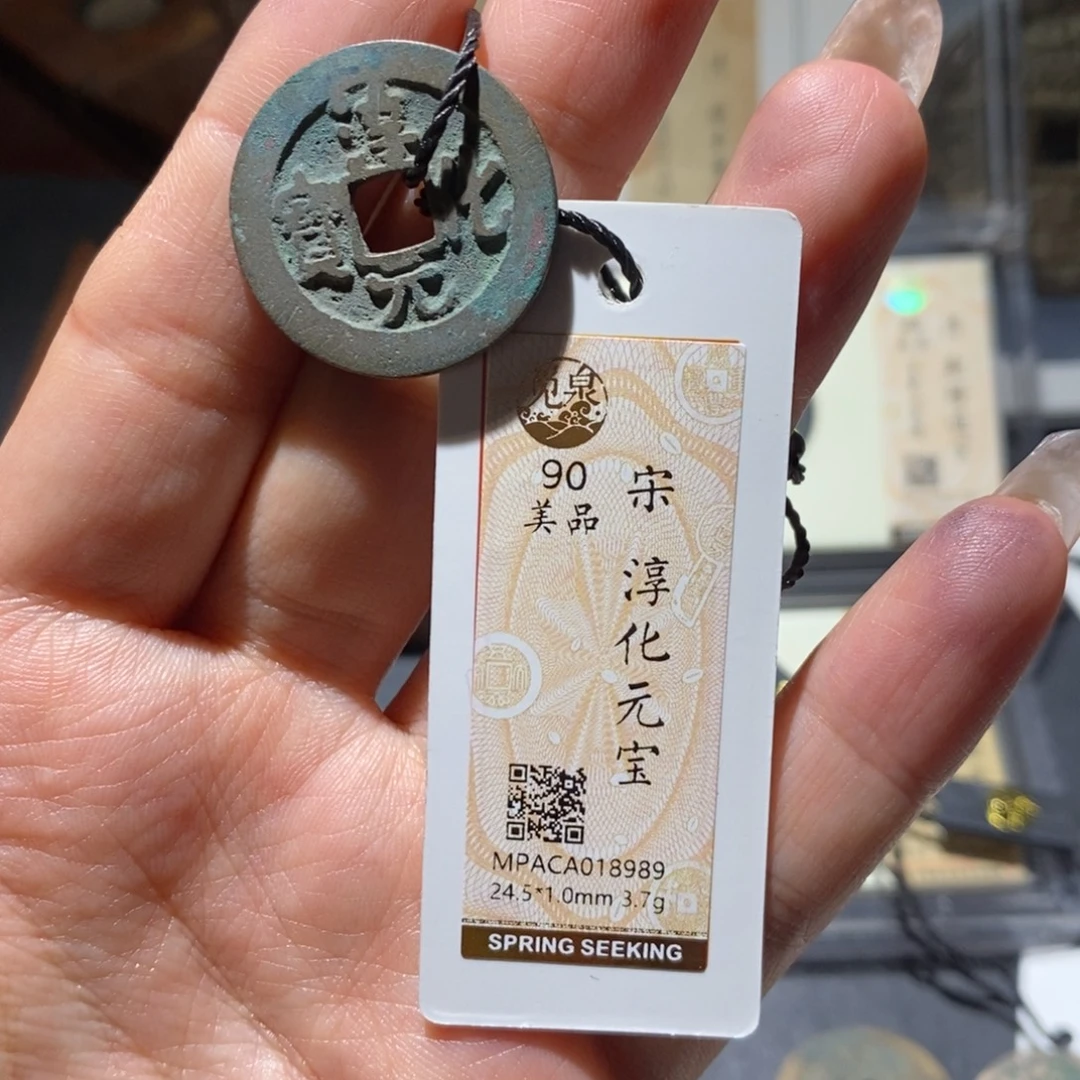 淳化元寶
觅泉
90
美品
宋 淳化元宝
MPACA018989
24.5*1.0mm 3.7g
SPRING SEEKING